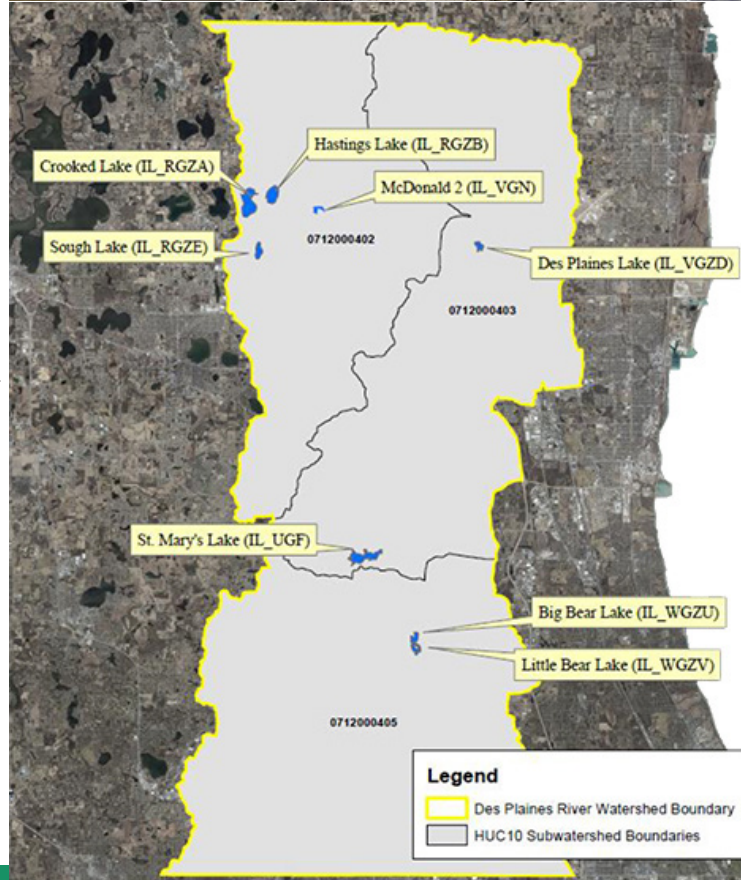 Hastings Lake (IL_RGZB)
Crooked Lake (IL_RGZA)
McDonald 2 (IL_VGN)
Sough Lake (IL_RGZE)
0712000402
Des Plaines Lake (IL_VGZD)
0712000403
St. Mary's Lake (IL_UGF)
Big Bear Lake (IL_WGZU)
Little Bear Lake (IL_WGZV)
0712000405
Legend
Des Plaines River Watershed Boundary
HUC10 Subwatershed Boundaries